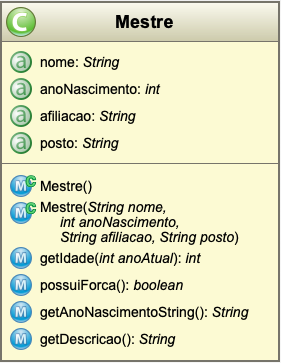 C Mestre
a nome: String
a anoNascimento: int
a afiliacao: String
a posto: String
M C Mestre()
M C Mestre(String nome,
int anoNascimento,
String afiliacao, String posto)
M getIdade(int anoAtual): int
M possuiForca(): boolean
M getAnoNascimentoString(): String
M getDescricao(): String